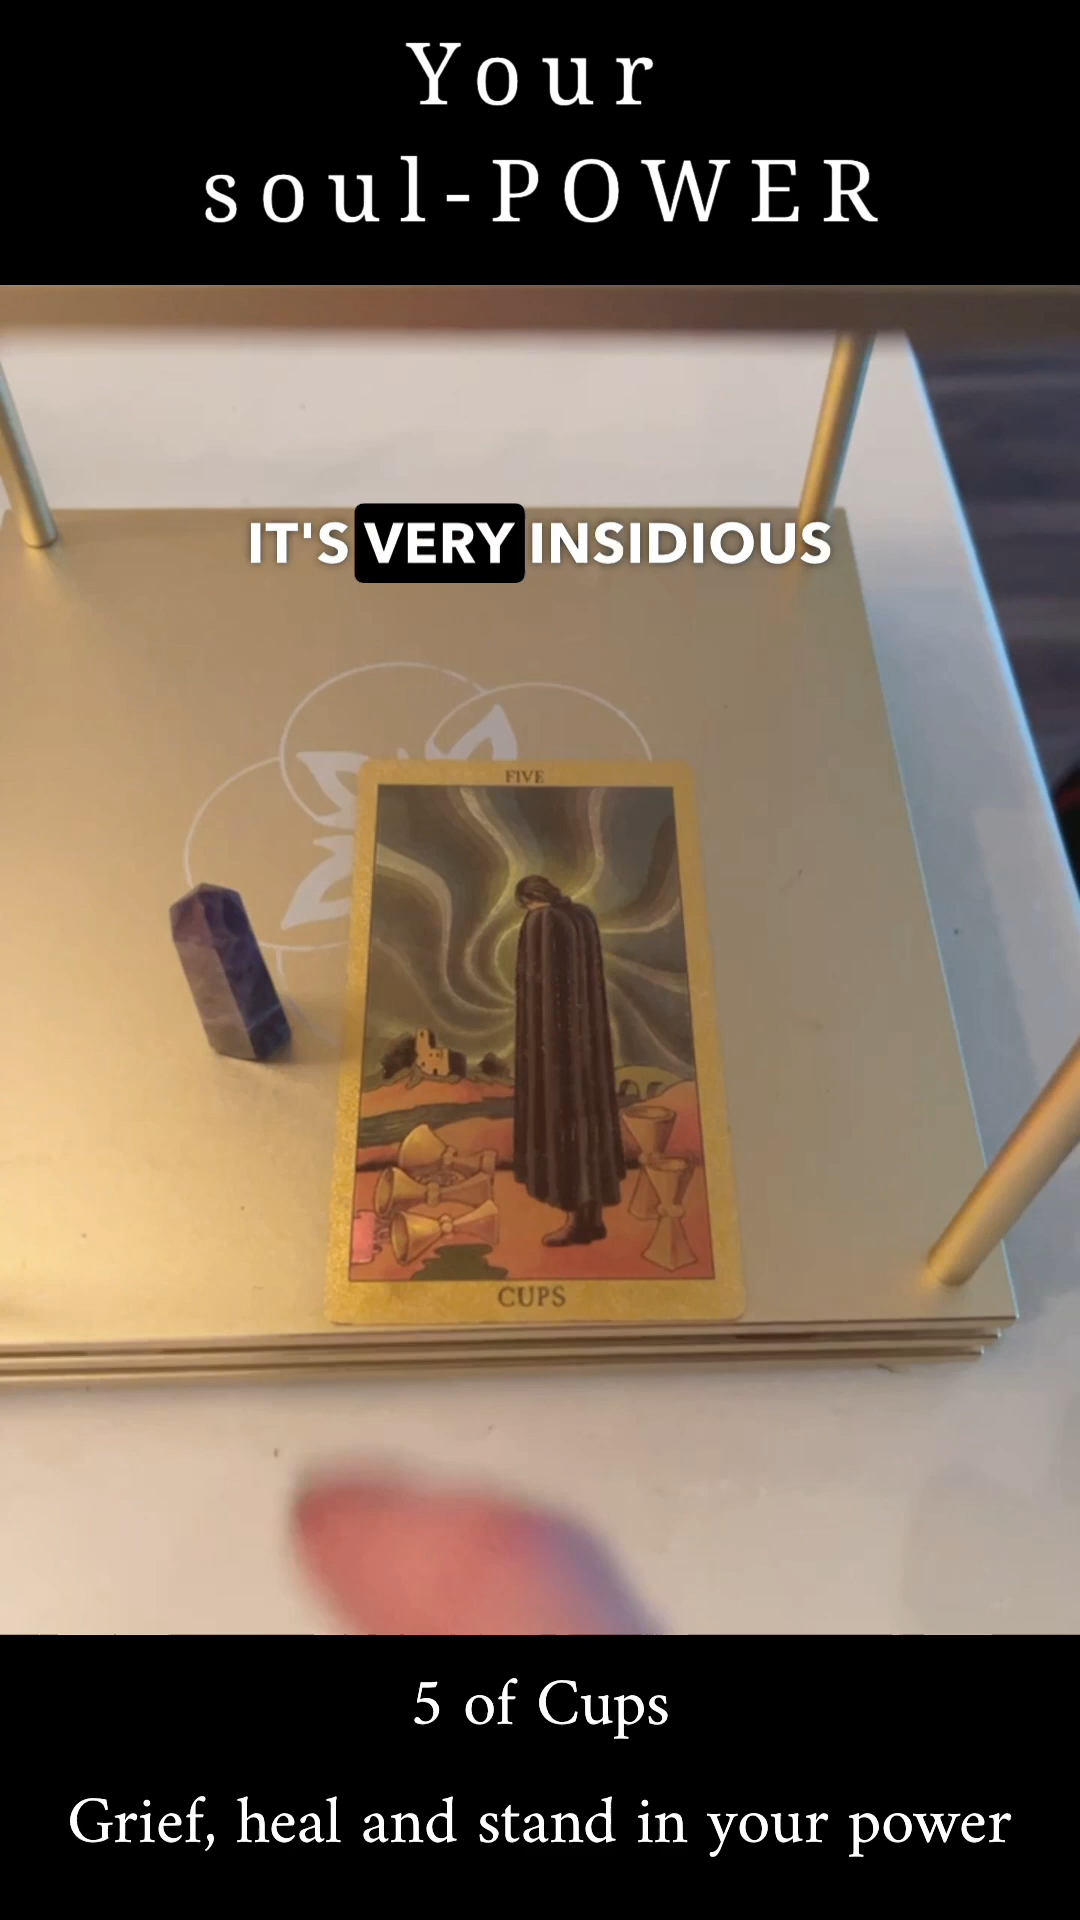 Your
soul-POWER
IT'S VERY INSIDIOUS
FIVE
CUPS
5 of Cups
Grief, heal and stand in your power